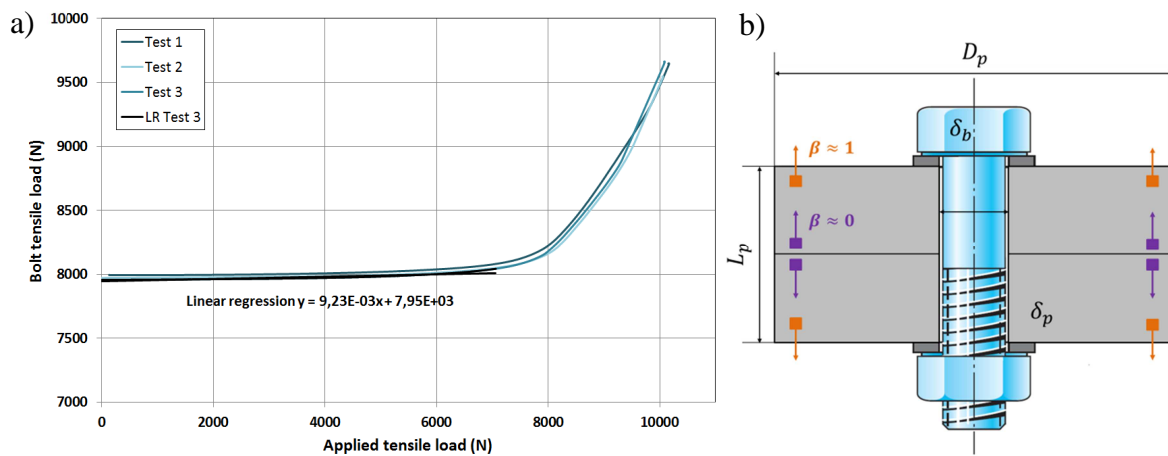 a)
10000
9500
9000
8500
8000
7500
7000
Bolt tensile load (N)
Test 1
Test 2
Test 3
LR Test 3
Linear regression y = 9,23E-03x + 7,95E+03
0
2000
4000
6000
8000
10000
Applied tensile load (N)
b)
D_p
δ_b
β ≈ 1
β ≈ 0
L_p
δ_p